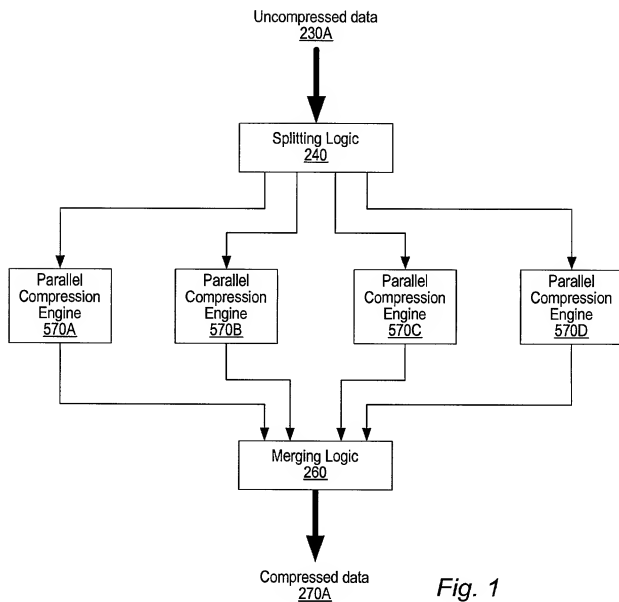 Uncompressed data
230A
Splitting Logic
240
Parallel
Compression
Engine
570A
Parallel
Compression
Engine
570B
Parallel
Compression
Engine
570C
Parallel
Compression
Engine
570D
Merging Logic
260
Compressed data
270A
Fig. 1